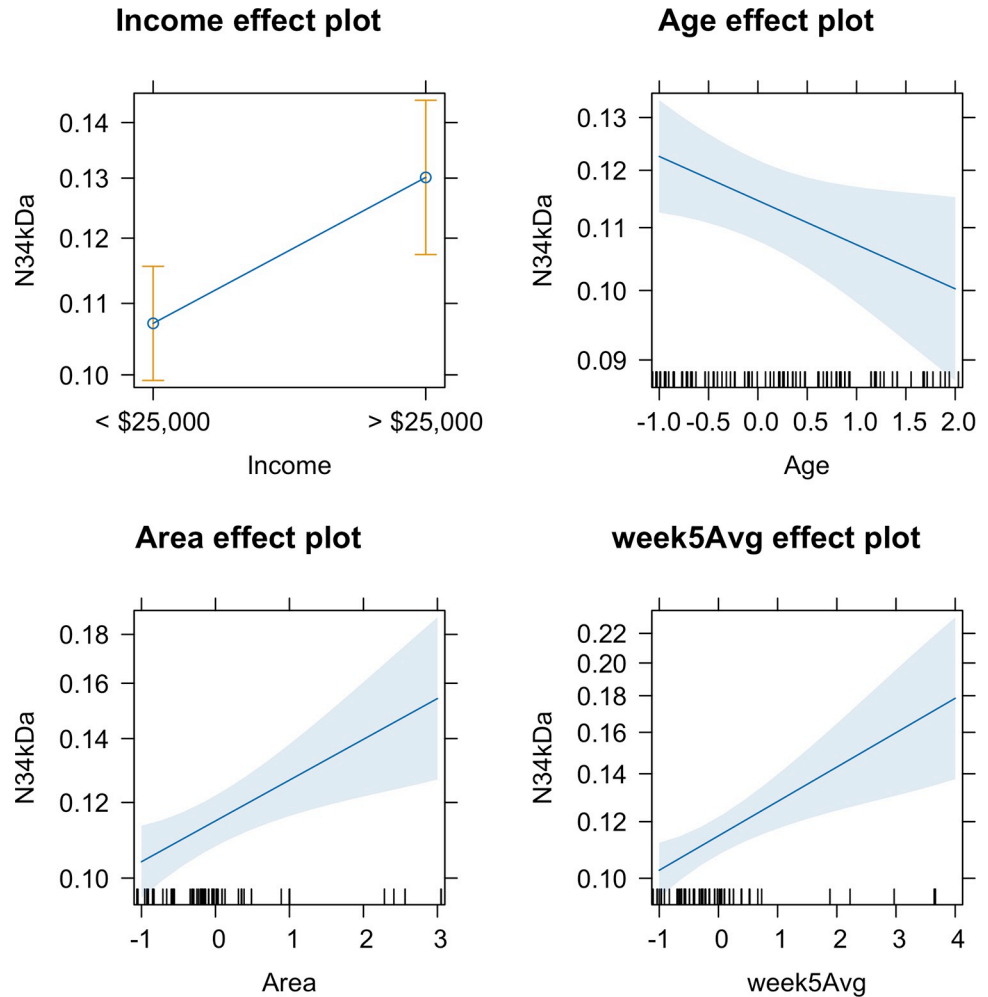 Income effect plot
N34kDa
0.14
0.13
0.12
0.11
0.10
< $25,000 > $25,000
Income
Age effect plot
N34kDa
0.13
0.12
0.11
0.10
0.09
-1.0 -0.5 0.0 0.5 1.0 1.5 2.0
Age
Area effect plot
N34kDa
0.18
0.16
0.14
0.12
0.10
-1 0 1 2 3
Area
week5Avg effect plot
N34kDa
0.22
0.20
0.18
0.16
0.14
0.12
0.10
-1 0 1 2 3 4
week5Avg